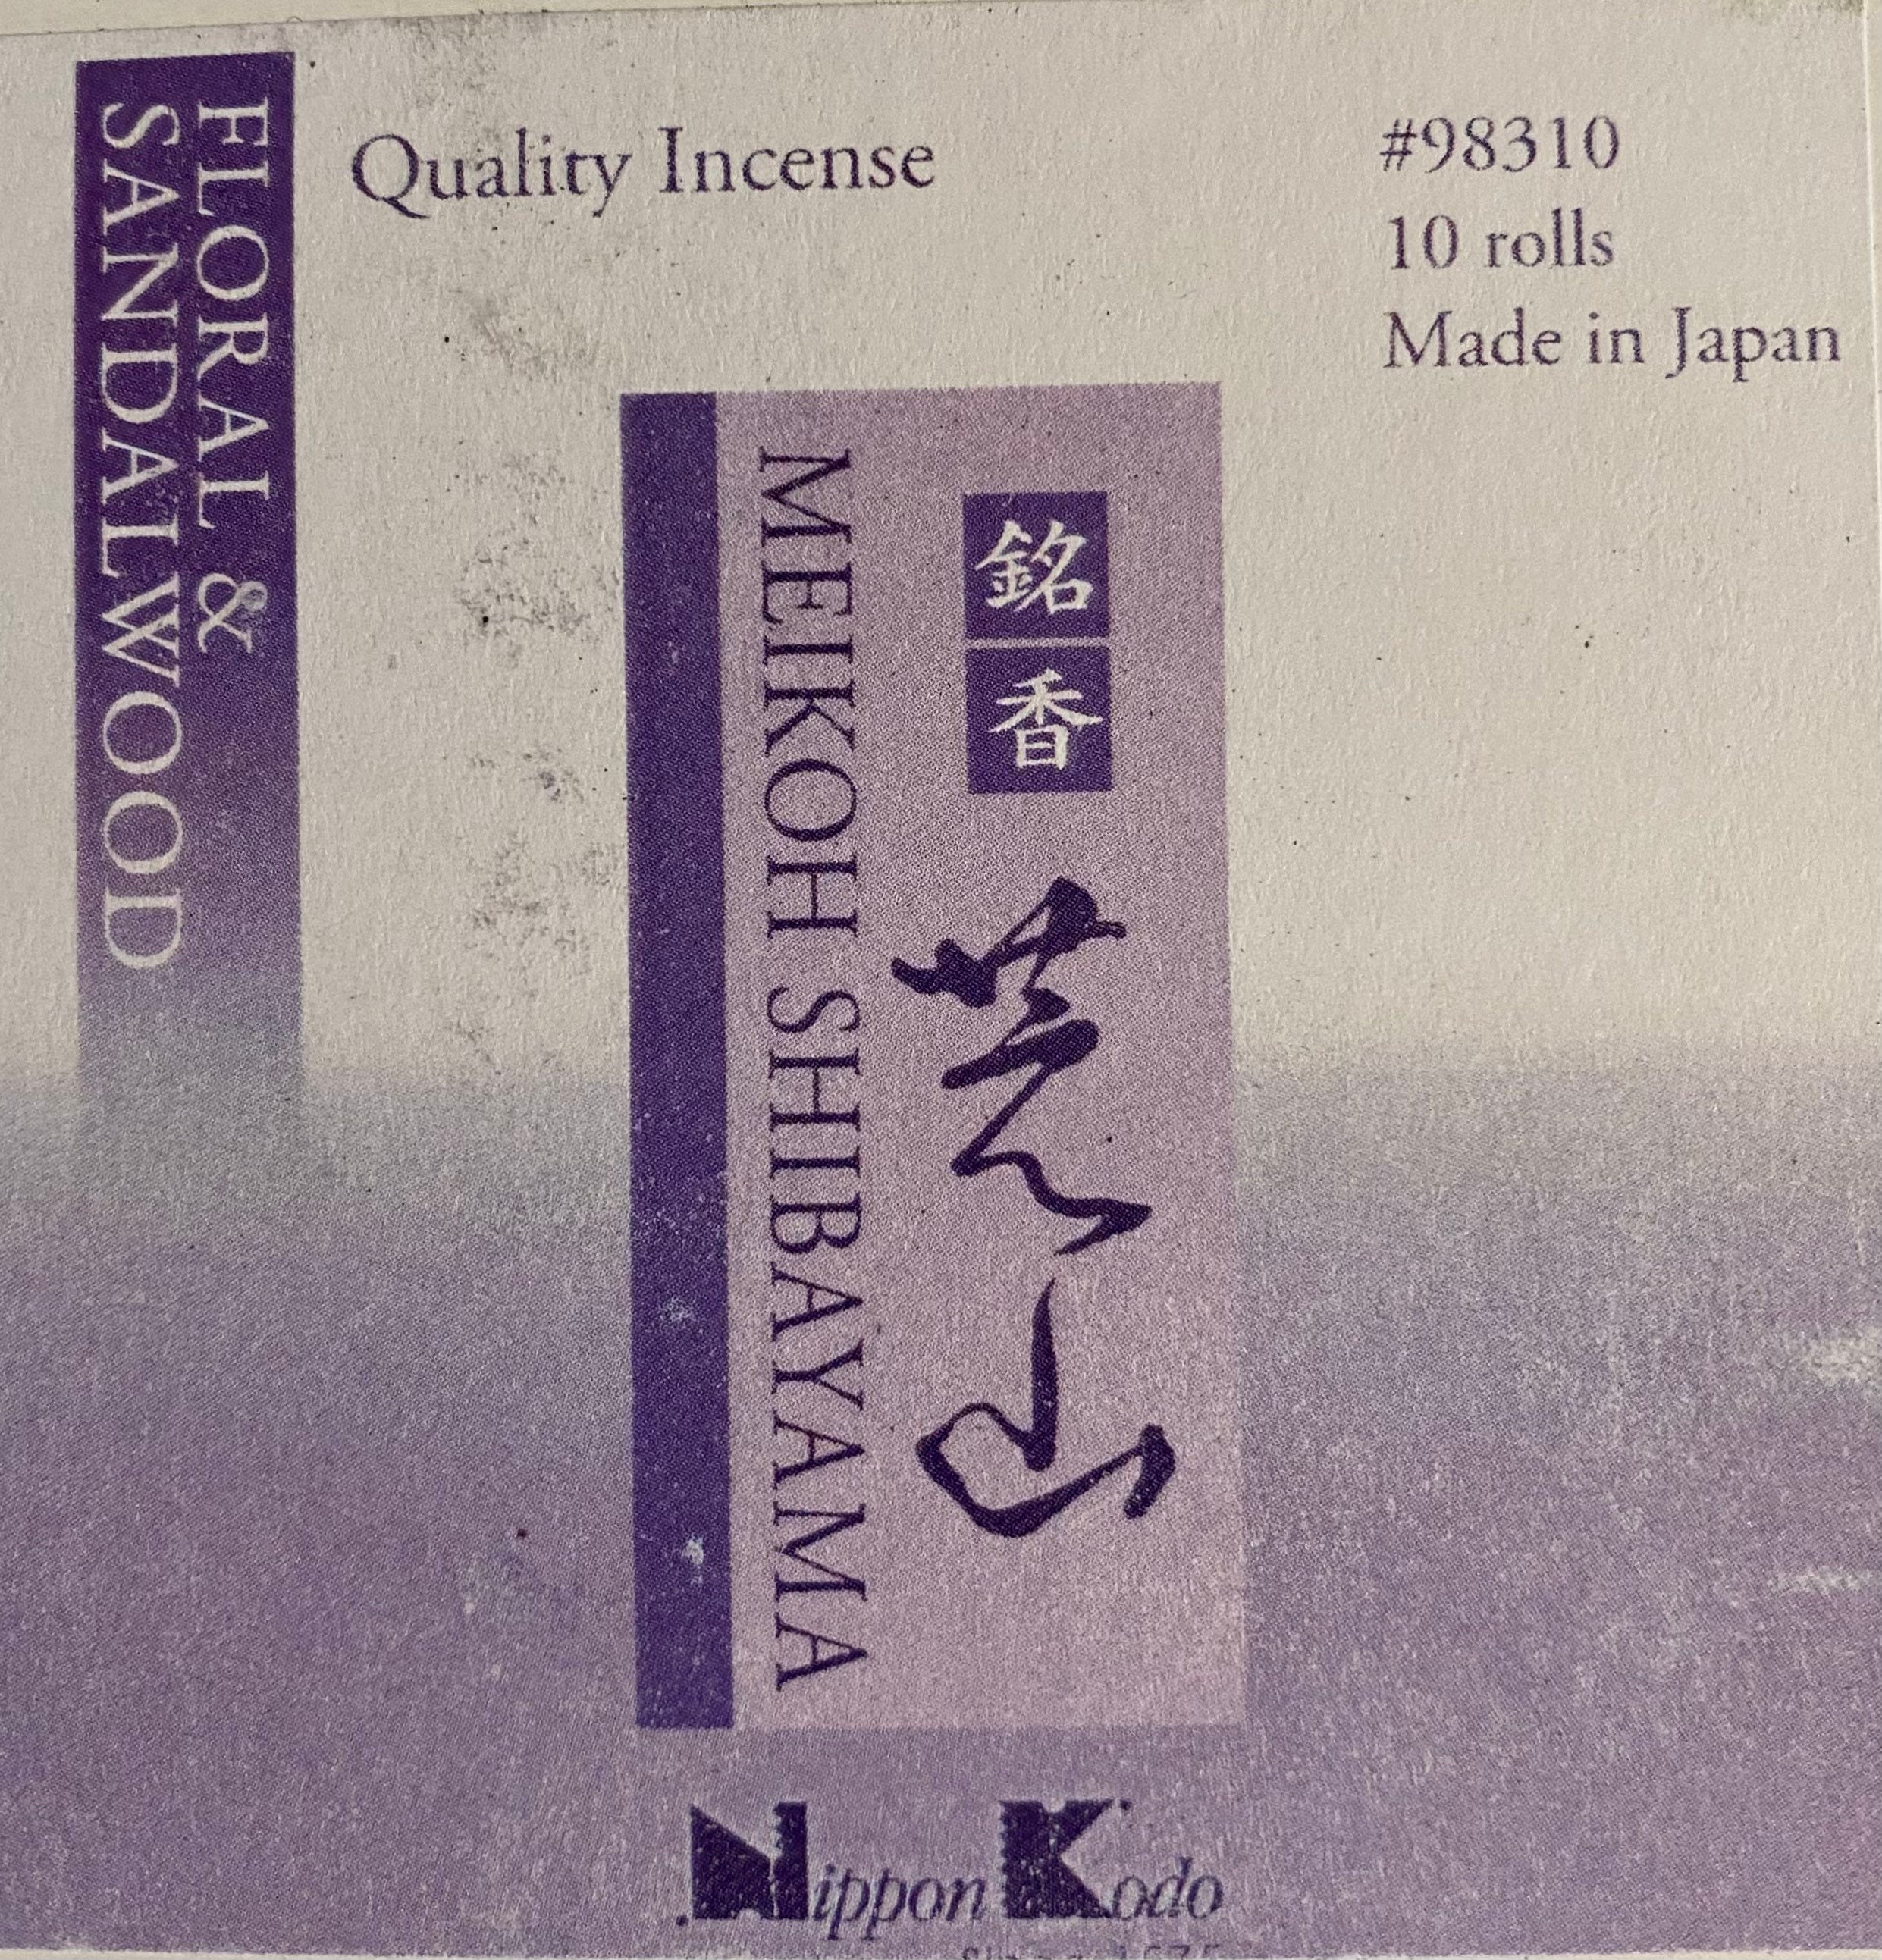 FLORAL &
SANDALWOOD
Quality Incense
#98310
10 rolls
Made in Japan
銘香
芝山
MEIKOH SHIBAYAMA
Nippon Kodo